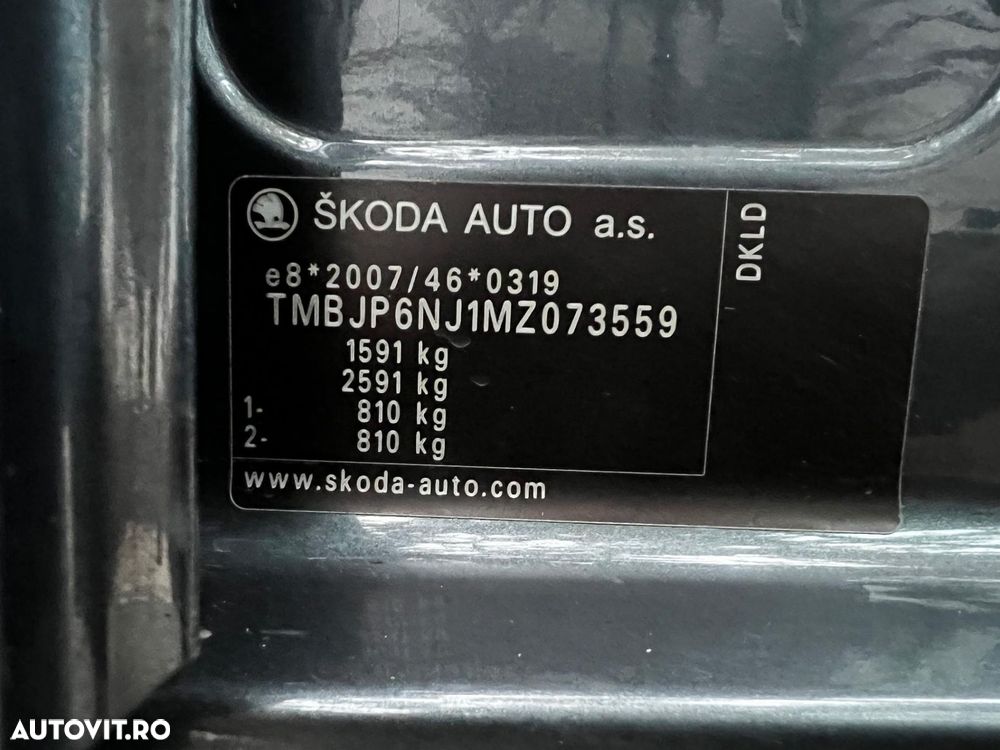 ŠKODA AUTO a.s.
DKLD
e8*2007/46*0319
TMBJP6NJ1MZ073559
1591 kg
2591 kg
1- 810 kg
2- 810 kg
www.skoda-auto.com
AUTOVIT.RO